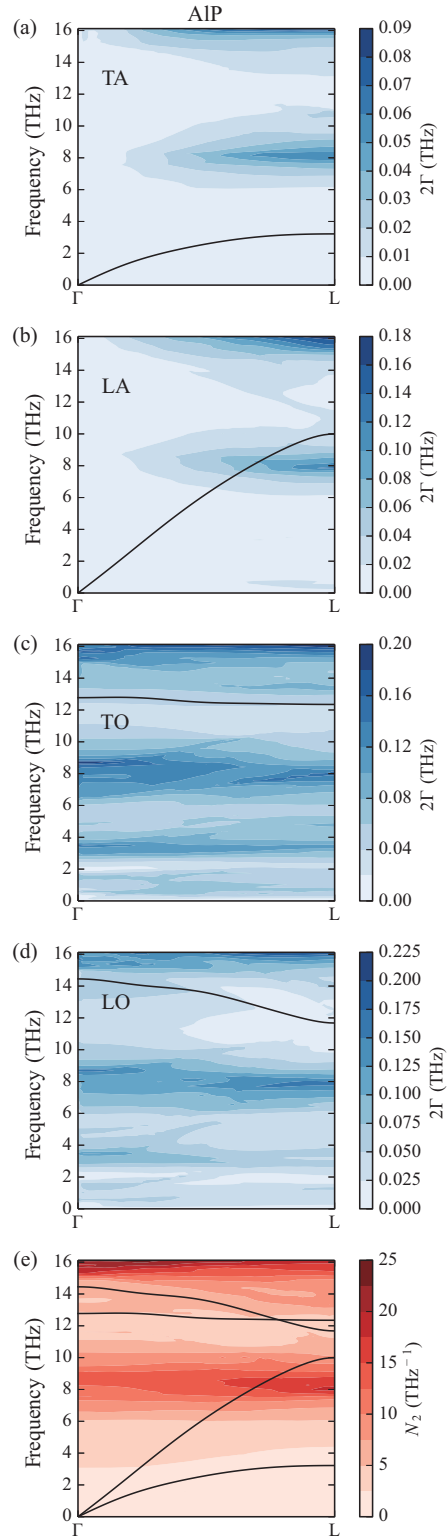 AlP
(a)
TA
Frequency (THz)
16
14
12
10
8
6
4
2
0
Γ
L
0.09
0.08
0.07
0.06
0.05
0.04
0.03
0.02
0.01
0.00
2Γ (THz)
(b)
LA
Frequency (THz)
16
14
12
10
8
6
4
2
0
Γ
L
0.18
0.16
0.14
0.12
0.10
0.08
0.06
0.04
0.02
0.00
2Γ (THz)
(c)
TO
Frequency (THz)
16
14
12
10
8
6
4
2
0
Γ
L
0.20
0.16
0.12
0.08
0.04
0.00
2Γ (THz)
(d)
LO
Frequency (THz)
16
14
12
10
8
6
4
2
0
Γ
L
0.225
0.200
0.175
0.150
0.125
0.100
0.075
0.050
0.025
0.000
2Γ (THz)
(e)
Frequency (THz)
16
14
12
10
8
6
4
2
0
Γ
L
25
20
15
10
5
0
N₂ (THz⁻¹)